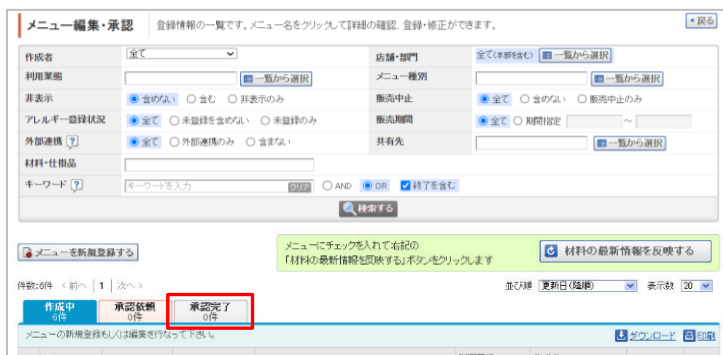 メニュー編集・承認 登録情報の一覧です。メニュー名をクリックして詳細の確認、登録・修正ができます。 戻る
作成者 全て 店舗・部門 全て(本部を含む) 一覧から選択
利用業態 一覧から選択 メニュー種別 一覧から選択
非表示 含めない 含む 非表示のみ 販売中止 全て 含めない 販売中止のみ
アレルギー登録状況 全て 未登録を含めない 未登録のみ 販売期間 全て 期間指定 ~
外部連携 ? 全て 外部連携のみ 含まない 共有先 一覧から選択
材料・仕掛品
キーワード ? キーワードを入力 クリア AND OR 終了を含む
検索する
メニューを新規登録する
メニューにチェックを入れて右記の
「材料の最新情報を反映する」ボタンをクリックします
材料の最新情報を反映する
件数:6件 < 前へ | 1 | 次へ > 並び順 更新日(降順) 表示数 20
作成中 承認依頼 承認完了
6件 0件 0件
メニューの新規登録もしくは編集を行なって下さい。 ダウンロード 印刷